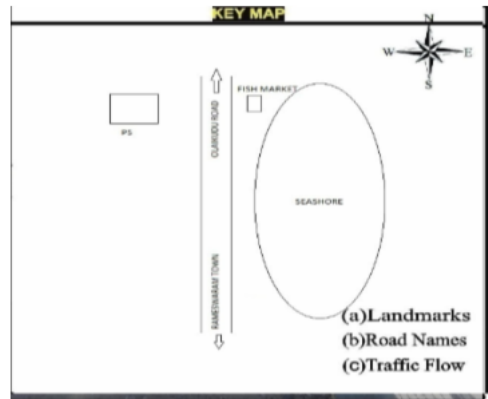 KEY MAP
N
W E
S
FISH MARKET
PS
OLAIKUDU ROAD
SEASHORE
RAMESWARAM TOWN
(a)Landmarks
(b)Road Names
(c)Traffic Flow